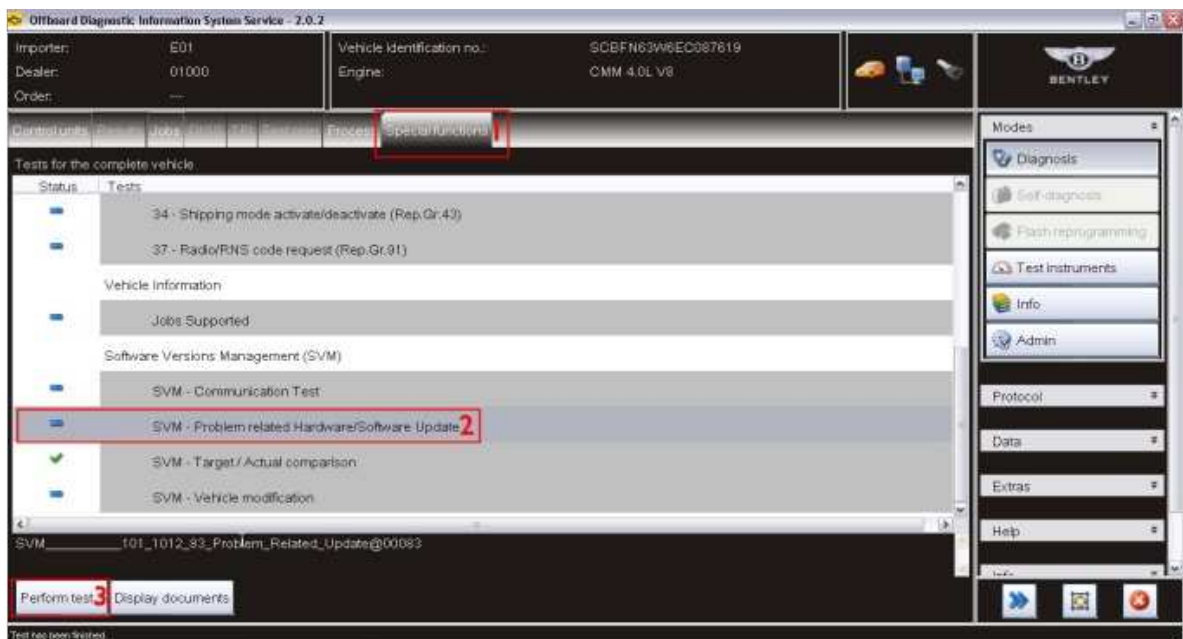 Offboard Diagnostic Information System Service - 2.0.2
Importer: E01
Dealer: 01000
Order: ---
Vehicle identification no.: SCBFN63W6EC087619
Engine: CMM 4.0L V8
BENTLEY
Control units Jobs Process Special functions 1
Tests for the complete vehicle
Status Tests
34 - Shipping mode activate/deactivate (Rep.Gr.43)
37 - Radio/RNS code request (Rep.Gr.91)
Vehicle Information
Jobs Supported
Software Versions Management (SVM)
SVM - Communication Test
SVM - Problem related Hardware/Software Update 2
SVM - Target / Actual comparison
SVM - Vehicle modification
SVM________101_1012_83_Problem_Related_Update@00083
Perform test 3 Display documents
Test has been finished.
Modes
Diagnosis
Self-diagnosis
Flash reprogramming
Test instruments
Info
Admin
Protocol
Data
Extras
Help